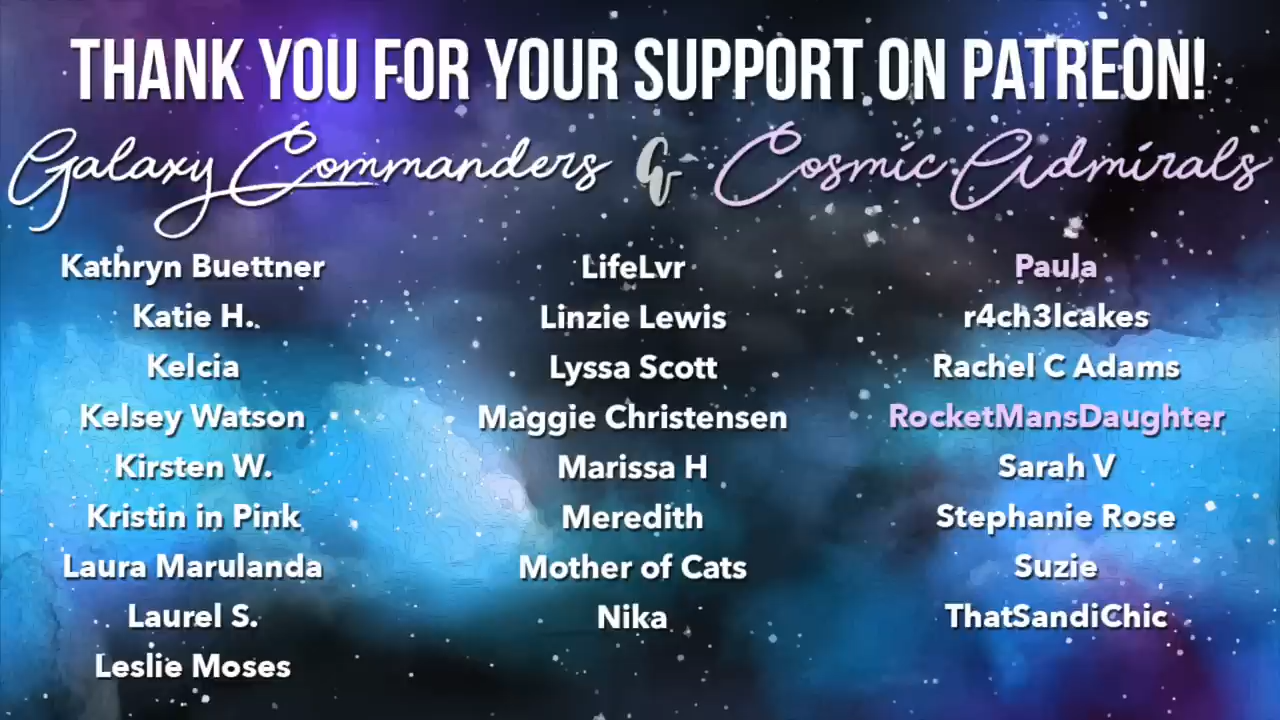 THANK YOU FOR YOUR SUPPORT ON PATREON!
Galaxy Commanders & Cosmic Admirals
Kathryn Buettner
Katie H.
Kelcia
Kelsey Watson
Kirsten W.
Kristin in Pink
Laura Marulanda
Laurel S.
Leslie Moses
LifeLvr
Linzie Lewis
Lyssa Scott
Maggie Christensen
Marissa H
Meredith
Mother of Cats
Nika
Paula
r4ch3lcakes
Rachel C Adams
RocketMansDaughter
Sarah V
Stephanie Rose
Suzie
ThatSandiChic